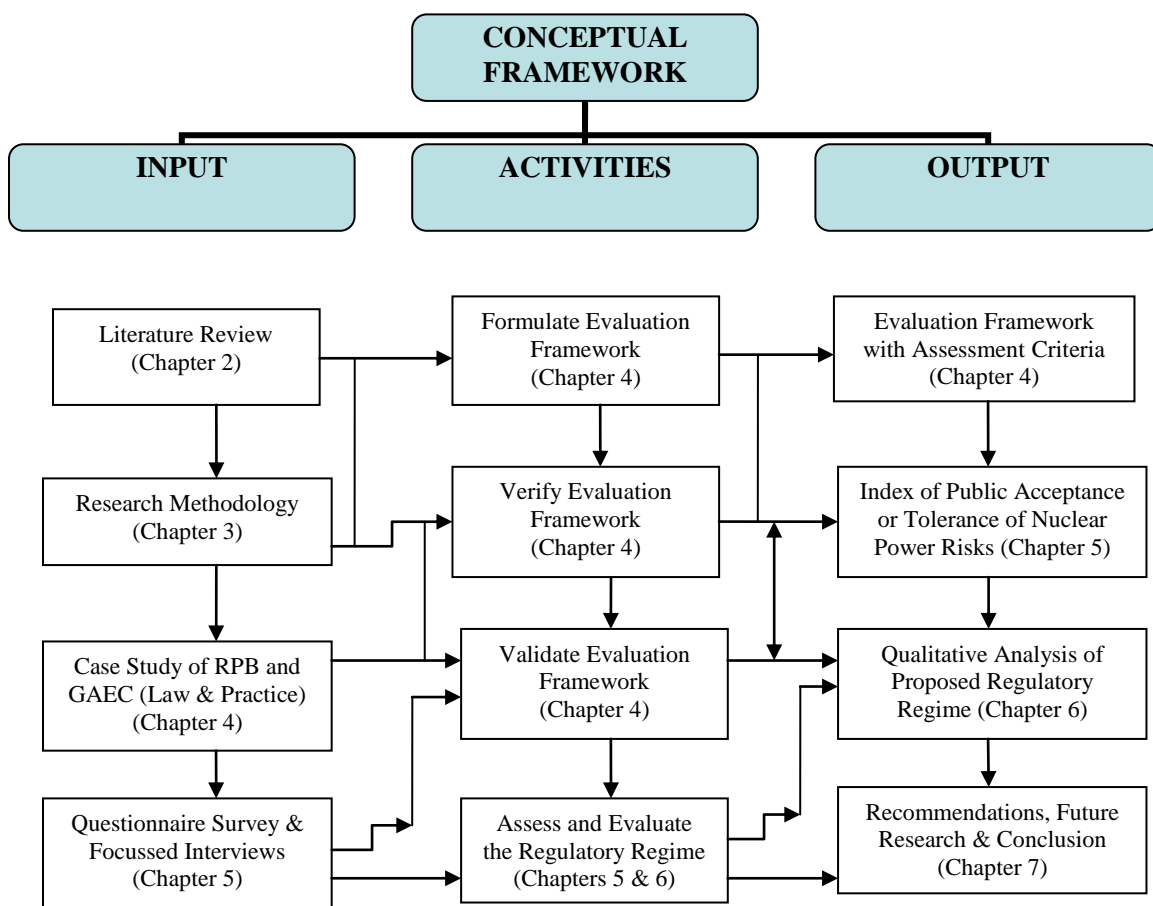 CONCEPTUAL
FRAMEWORK
INPUT
ACTIVITIES
OUTPUT
Literature Review
(Chapter 2)
Formulate Evaluation
Framework
(Chapter 4)
Evaluation Framework
with Assessment Criteria
(Chapter 4)
Research Methodology
(Chapter 3)
Verify Evaluation
Framework
(Chapter 4)
Index of Public Acceptance
or Tolerance of Nuclear
Power Risks (Chapter 5)
Case Study of RPB and
GAEC (Law & Practice)
(Chapter 4)
Validate Evaluation
Framework
(Chapter 4)
Qualitative Analysis of
Proposed Regulatory
Regime (Chapter 6)
Questionnaire Survey &
Focussed Interviews
(Chapter 5)
Assess and Evaluate
the Regulatory Regime
(Chapters 5 & 6)
Recommendations, Future
Research & Conclusion
(Chapter 7)